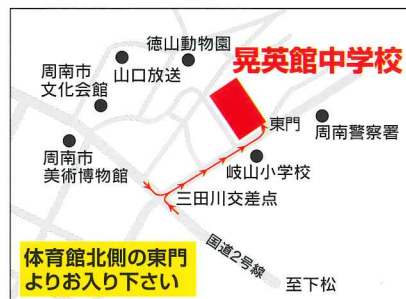 徳山動物園
晃英館中学校
山口放送
周南市
文化会館
東門
周南警察署
周南市
美術博物館
岐山小学校
三田川交差点
国道2号線
体育館北側の東門
よりお入り下さい
至下松